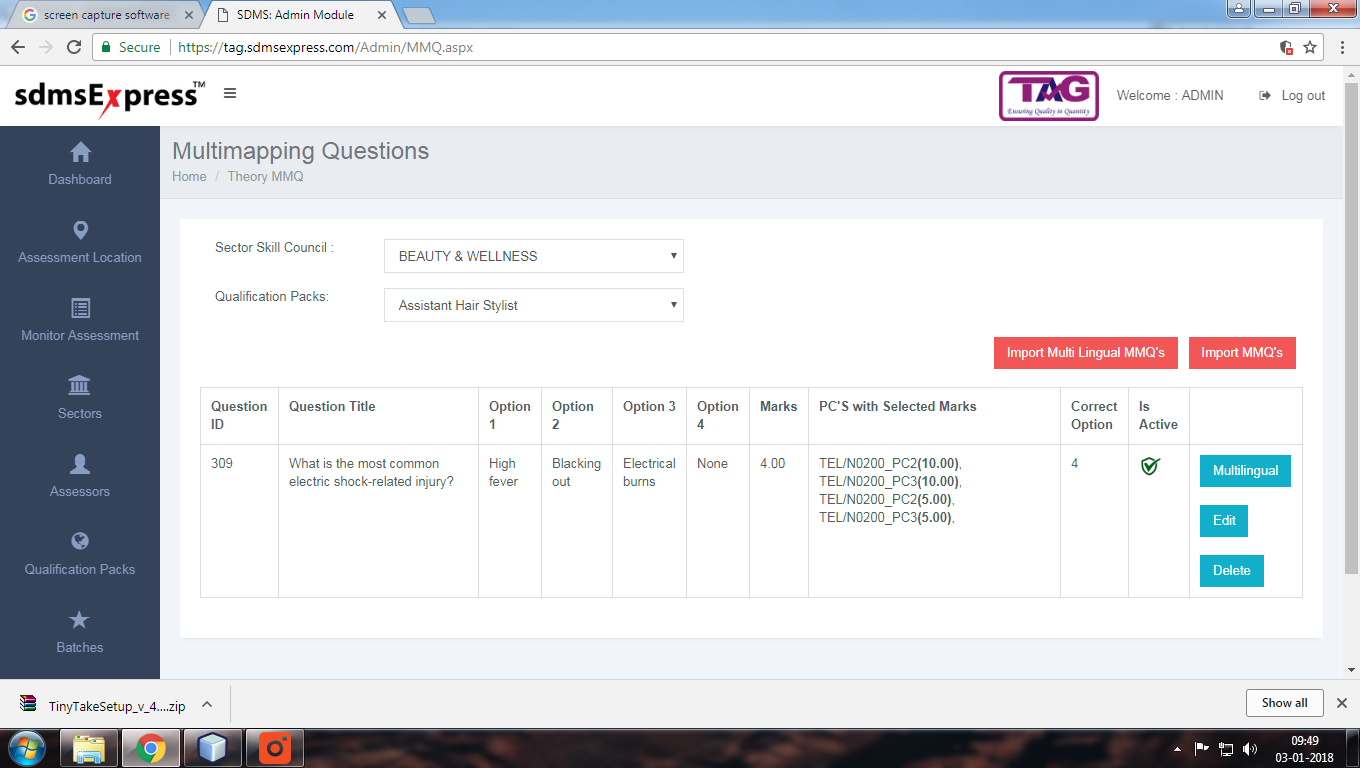 screen capture software
SDMS: Admin Module
Secure
https://tag.sdmsexpress.com/Admin/MMQ.aspx
sdmsExpress™
TAG
Ensuring Quality in Quantity
Welcome : ADMIN
Log out
Dashboard
Assessment Location
Monitor Assessment
Sectors
Assessors
Qualification Packs
Batches
Multimapping Questions
Home / Theory MMQ
Sector Skill Council :
BEAUTY & WELLNESS
Qualification Packs:
Assistant Hair Stylist
Import Multi Lingual MMQ's
Import MMQ's
Question ID
Question Title
Option 1
Option 2
Option 3
Option 4
Marks
PC'S with Selected Marks
Correct Option
Is Active
309
What is the most common
electric shock-related injury?
High fever
Blacking out
Electrical burns
None
4.00
TEL/N0200_PC2(10.00),
TEL/N0200_PC3(10.00),
TEL/N0200_PC2(5.00),
TEL/N0200_PC3(5.00),
4
Multilingual
Edit
Delete
TinyTakeSetup_v_4....zip
Show all
09:49
03-01-2018